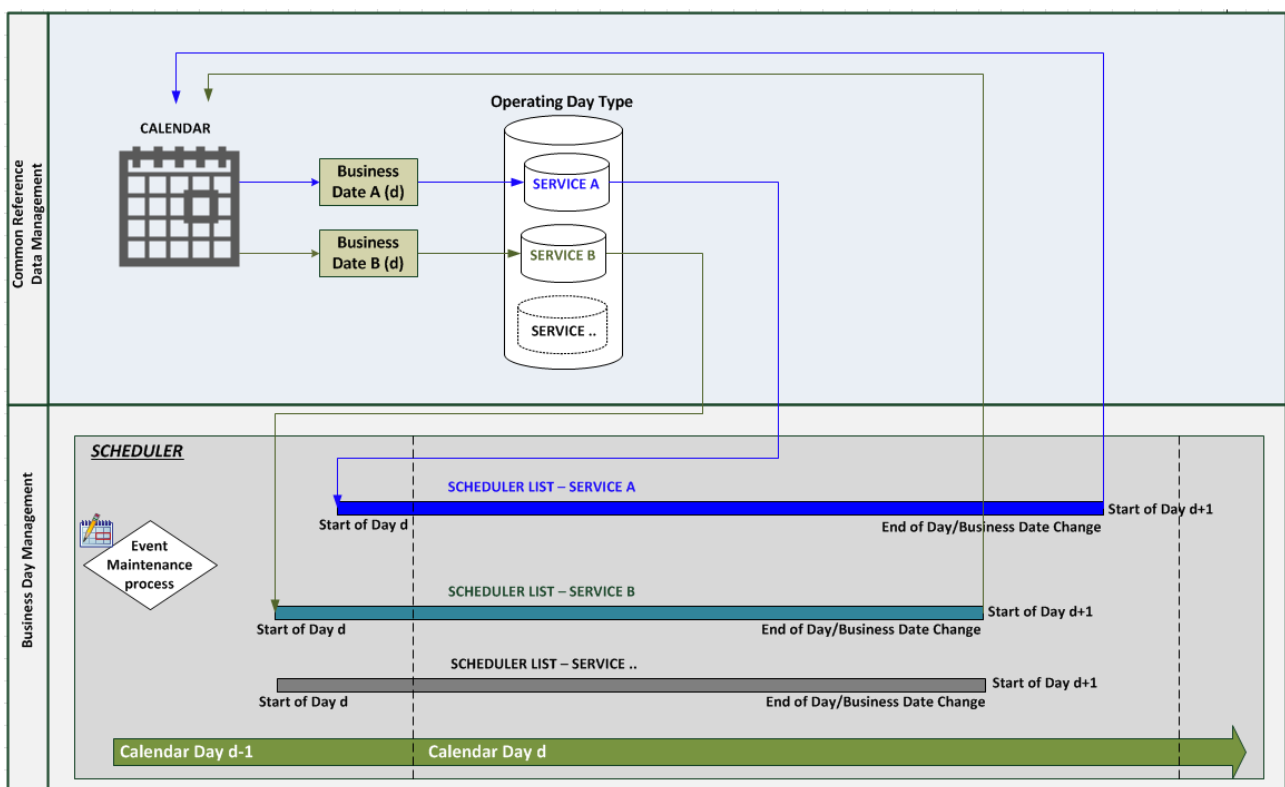 Common Reference
Data Management
CALENDAR
Operating Day Type
Business
Date A (d)
SERVICE A
Business
Date B (d)
SERVICE B
SERVICE ..
Business Day Management
SCHEDULER
SCHEDULER LIST – SERVICE A
Start of Day d
End of Day/Business Date Change
Start of Day d+1
Event
Maintenance
process
SCHEDULER LIST – SERVICE B
Start of Day d
End of Day/Business Date Change
Start of Day d+1
SCHEDULER LIST – SERVICE ..
Start of Day d
End of Day/Business Date Change
Start of Day d+1
Calendar Day d-1
Calendar Day d